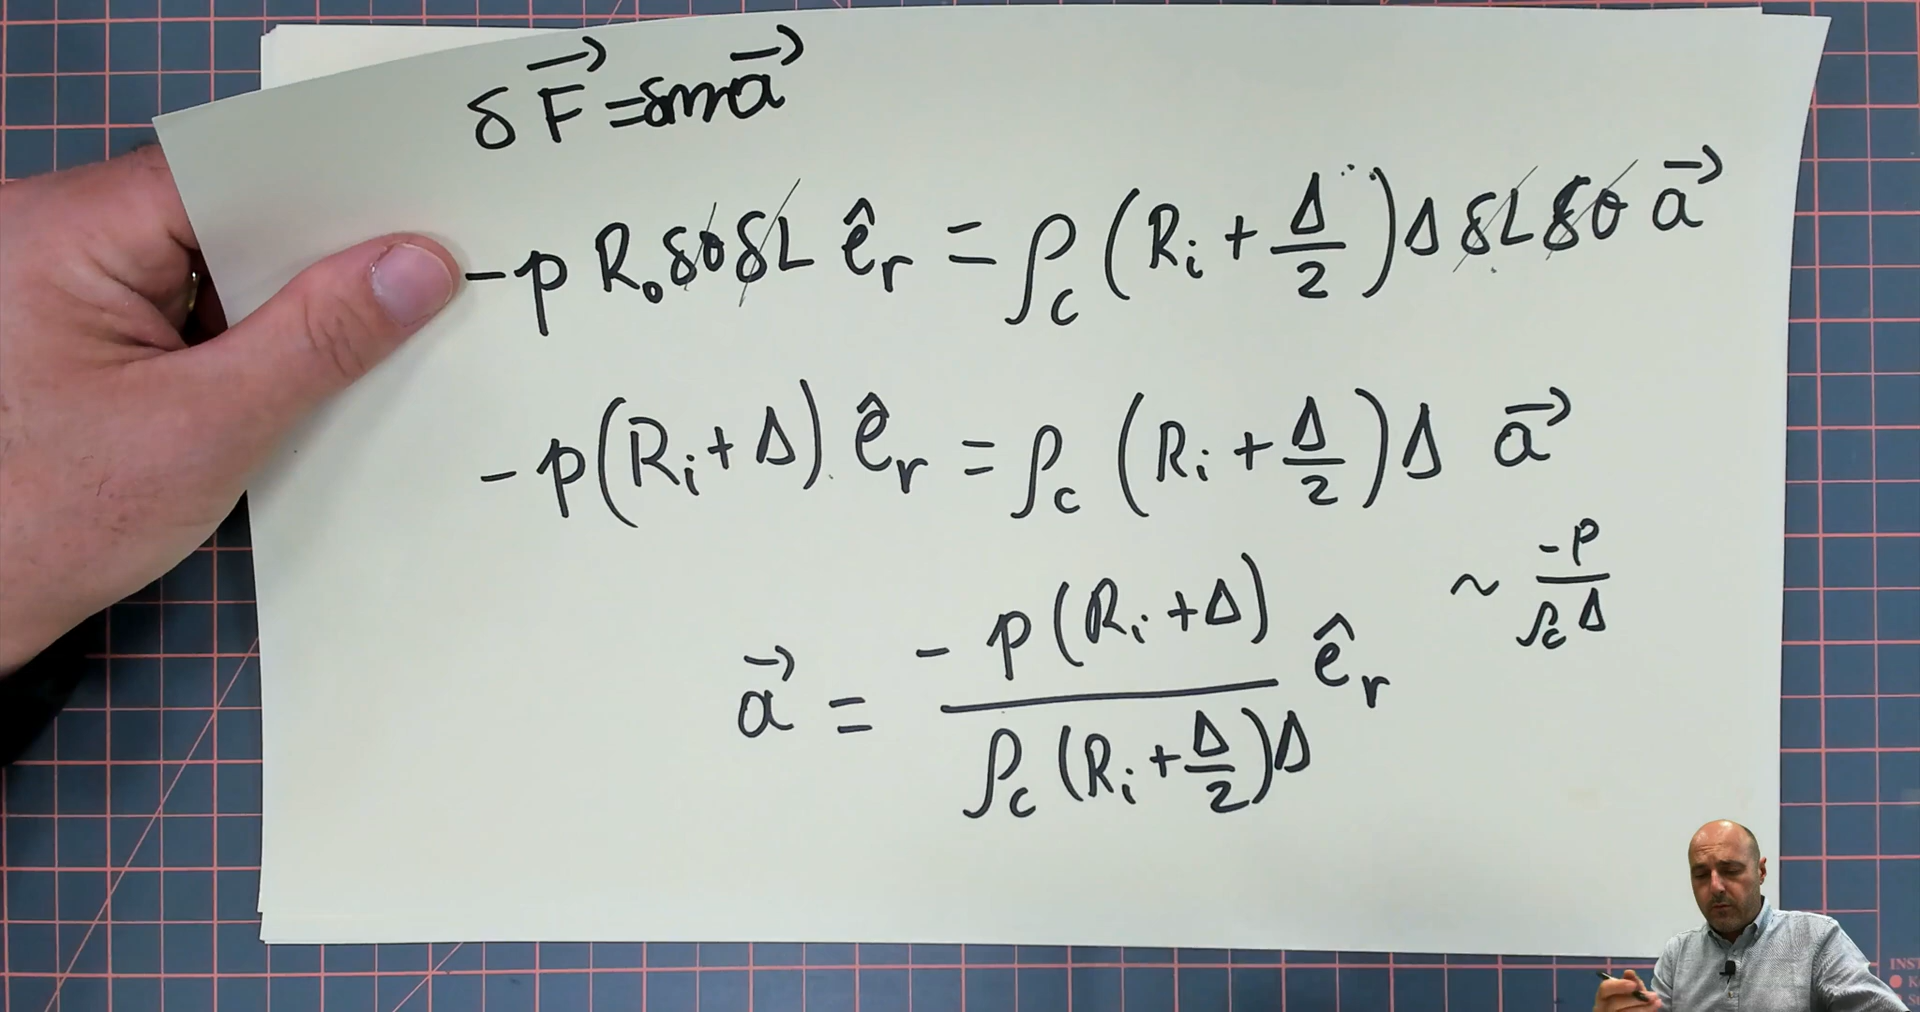 δF⃗ = δm a⃗
-p R₀ δθ δL ê_r = ρ_c (R_i + Δ/2) Δ δL δθ a⃗
-p(R_i + Δ) ê_r = ρ_c (R_i + Δ/2) Δ a⃗
a⃗ = -p(R_i + Δ) / ρ_c (R_i + Δ/2)Δ ê_r ~ -p / ρ_c Δ